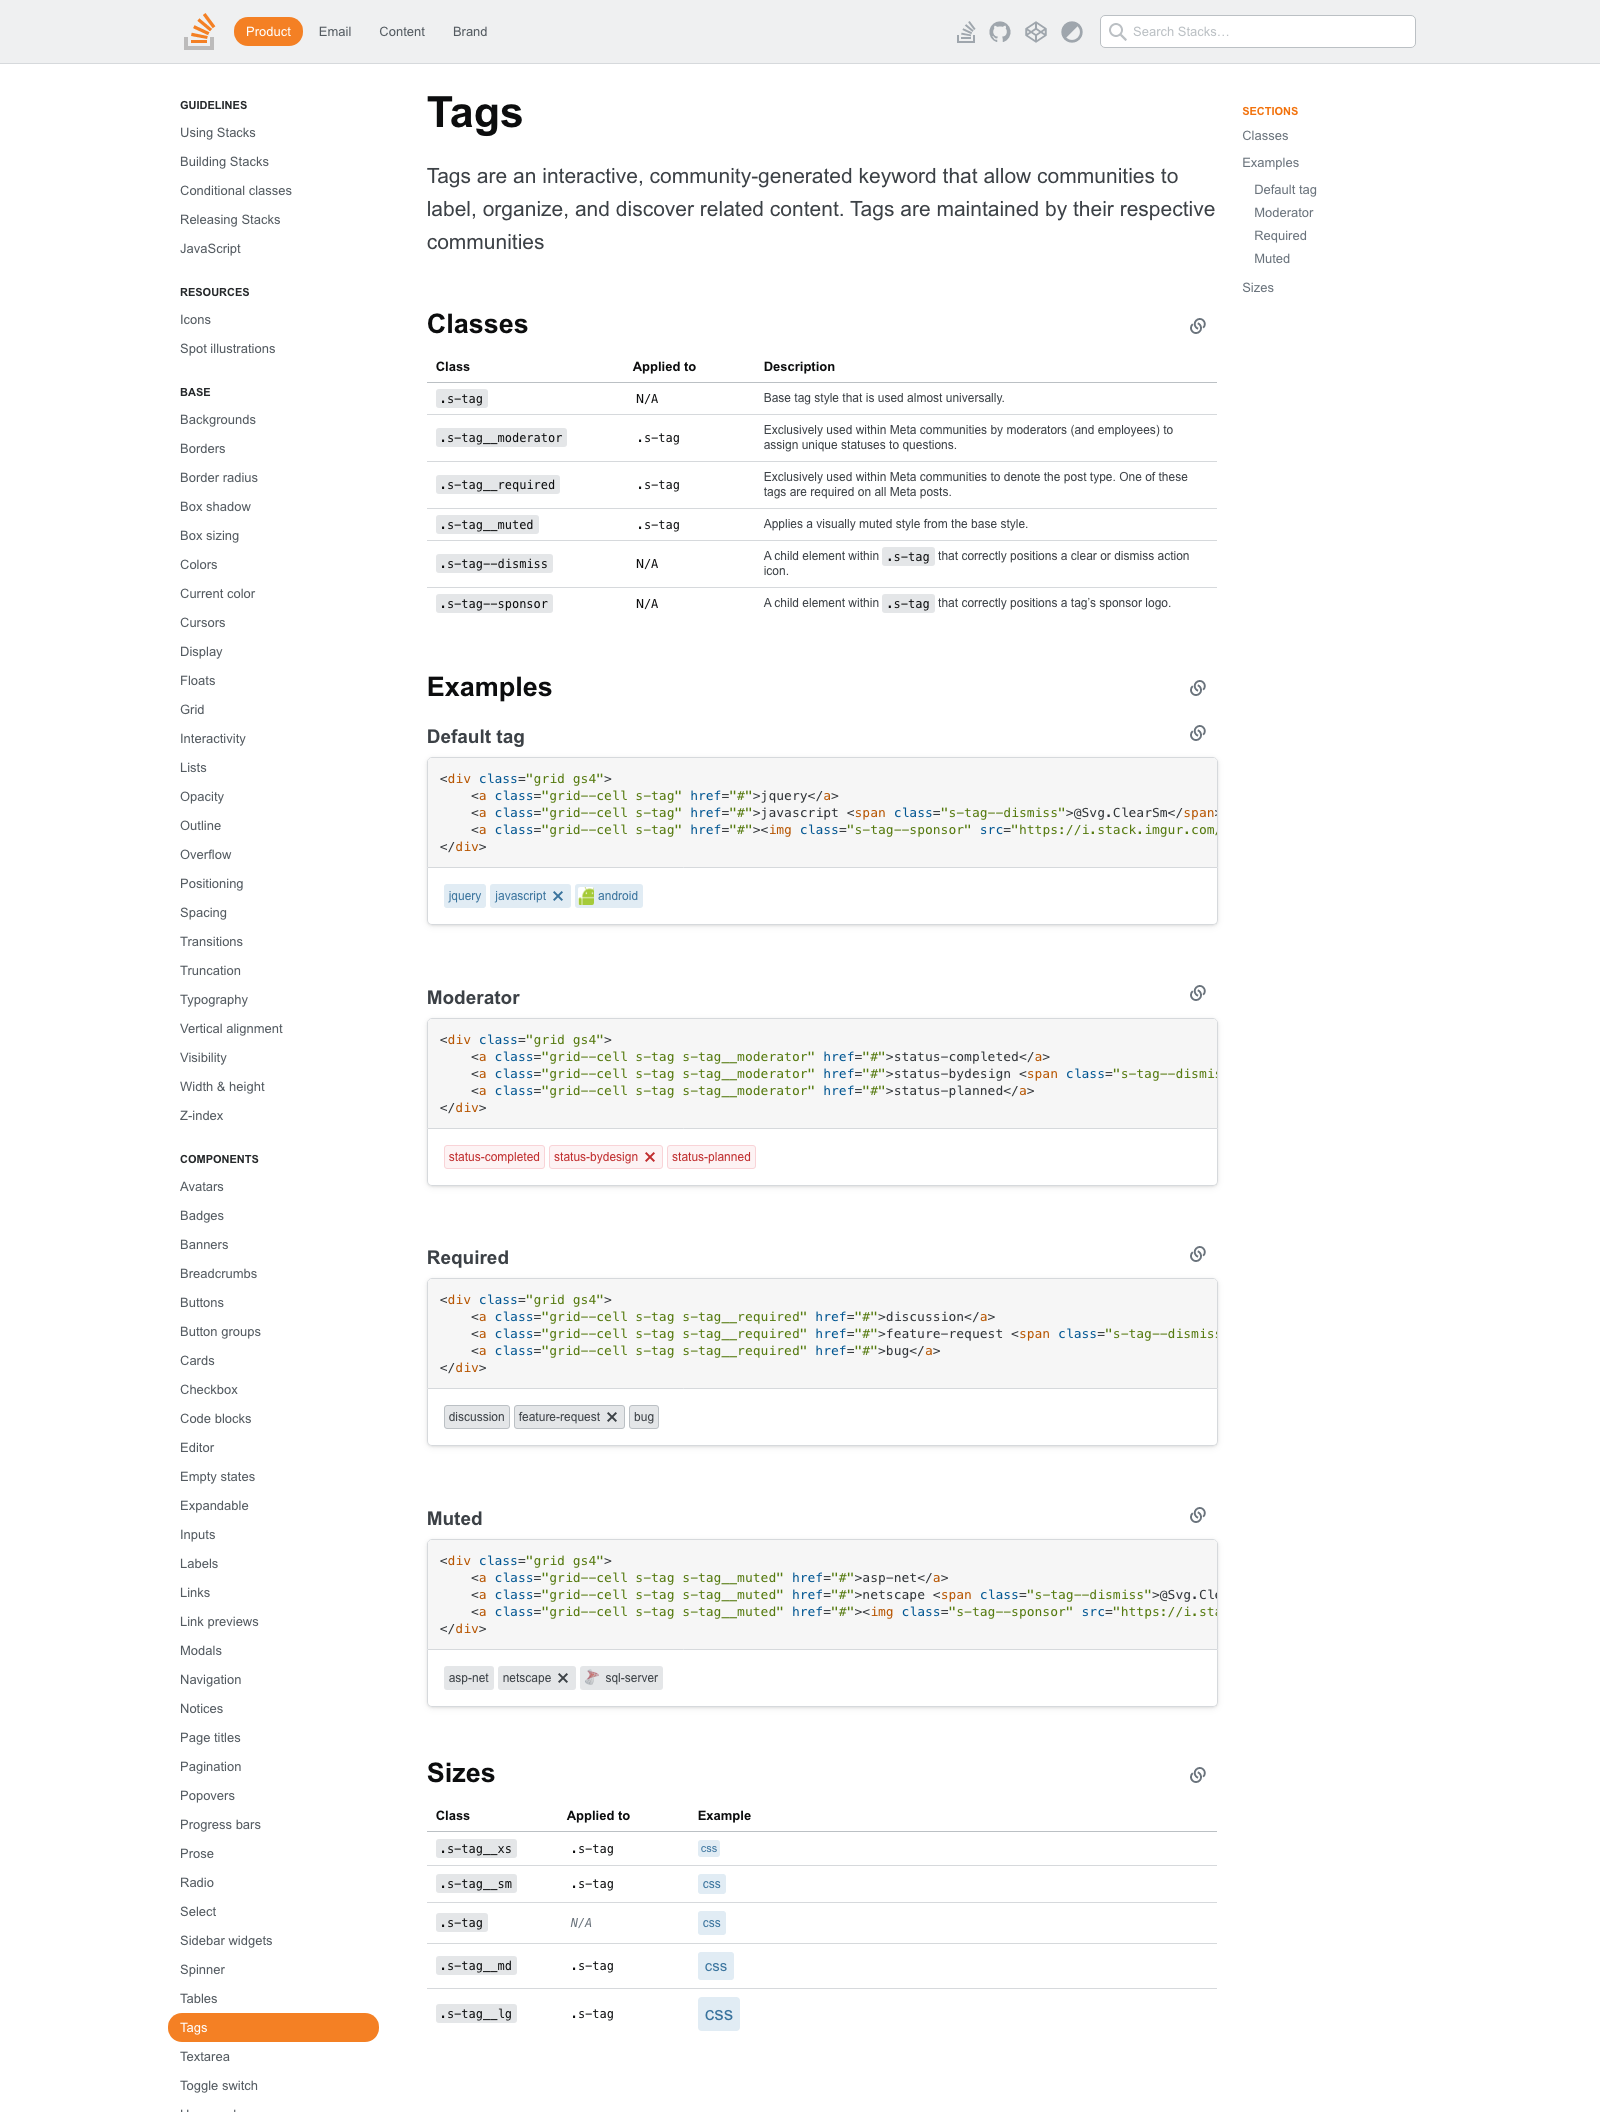 Product
Email
Content
Brand
Search Stacks…
GUIDELINES
Using Stacks
Building Stacks
Conditional classes
Releasing Stacks
JavaScript
RESOURCES
Icons
Spot illustrations
BASE
Backgrounds
Borders
Border radius
Box shadow
Box sizing
Colors
Current color
Cursors
Display
Floats
Grid
Interactivity
Lists
Opacity
Outline
Overflow
Positioning
Spacing
Transitions
Truncation
Typography
Vertical alignment
Visibility
Width & height
Z-index
COMPONENTS
Avatars
Badges
Banners
Breadcrumbs
Buttons
Button groups
Cards
Checkbox
Code blocks
Editor
Empty states
Expandable
Inputs
Labels
Links
Link previews
Modals
Navigation
Notices
Page titles
Pagination
Popovers
Progress bars
Prose
Radio
Select
Sidebar widgets
Spinner
Tables
Tags
Textarea
Toggle switch
Tags
Tags are an interactive, community-generated keyword that allow communities to
label, organize, and discover related content. Tags are maintained by their respective
communities
Classes
Class Applied to Description
.s-tag N/A Base tag style that is used almost universally.
.s-tag__moderator .s-tag Exclusively used within Meta communities by moderators (and employees) to
assign unique statuses to questions.
.s-tag__required .s-tag Exclusively used within Meta communities to denote the post type. One of these
tags are required on all Meta posts.
.s-tag__muted .s-tag Applies a visually muted style from the base style.
.s-tag--dismiss N/A A child element within .s-tag that correctly positions a clear or dismiss action
icon.
.s-tag--sponsor N/A A child element within .s-tag that correctly positions a tag’s sponsor logo.
Examples
Default tag
<div class="grid gs4">
<a class="grid--cell s-tag" href="#">jquery</a>
<a class="grid--cell s-tag" href="#">javascript <span class="s-tag--dismiss">@Svg.ClearSm</span>
<a class="grid--cell s-tag" href="#"><img class="s-tag--sponsor" src="https://i.stack.imgur.com/
</div>
jquery javascript android
Moderator
<div class="grid gs4">
<a class="grid--cell s-tag s-tag__moderator" href="#">status-completed</a>
<a class="grid--cell s-tag s-tag__moderator" href="#">status-bydesign <span class="s-tag--dismis
<a class="grid--cell s-tag s-tag__moderator" href="#">status-planned</a>
</div>
status-completed status-bydesign status-planned
Required
<div class="grid gs4">
<a class="grid--cell s-tag s-tag__required" href="#">discussion</a>
<a class="grid--cell s-tag s-tag__required" href="#">feature-request <span class="s-tag--dismiss
<a class="grid--cell s-tag s-tag__required" href="#">bug</a>
</div>
discussion feature-request bug
Muted
<div class="grid gs4">
<a class="grid--cell s-tag s-tag__muted" href="#">asp-net</a>
<a class="grid--cell s-tag s-tag__muted" href="#">netscape <span class="s-tag--dismiss">@Svg.Cle
<a class="grid--cell s-tag s-tag__muted" href="#"><img class="s-tag--sponsor" src="https://i.sta
</div>
asp-net netscape sql-server
Sizes
Class Applied to Example
.s-tag__xs .s-tag css
.s-tag__sm .s-tag css
.s-tag N/A css
.s-tag__md .s-tag css
.s-tag__lg .s-tag css
SECTIONS
Classes
Examples
Default tag
Moderator
Required
Muted
Sizes